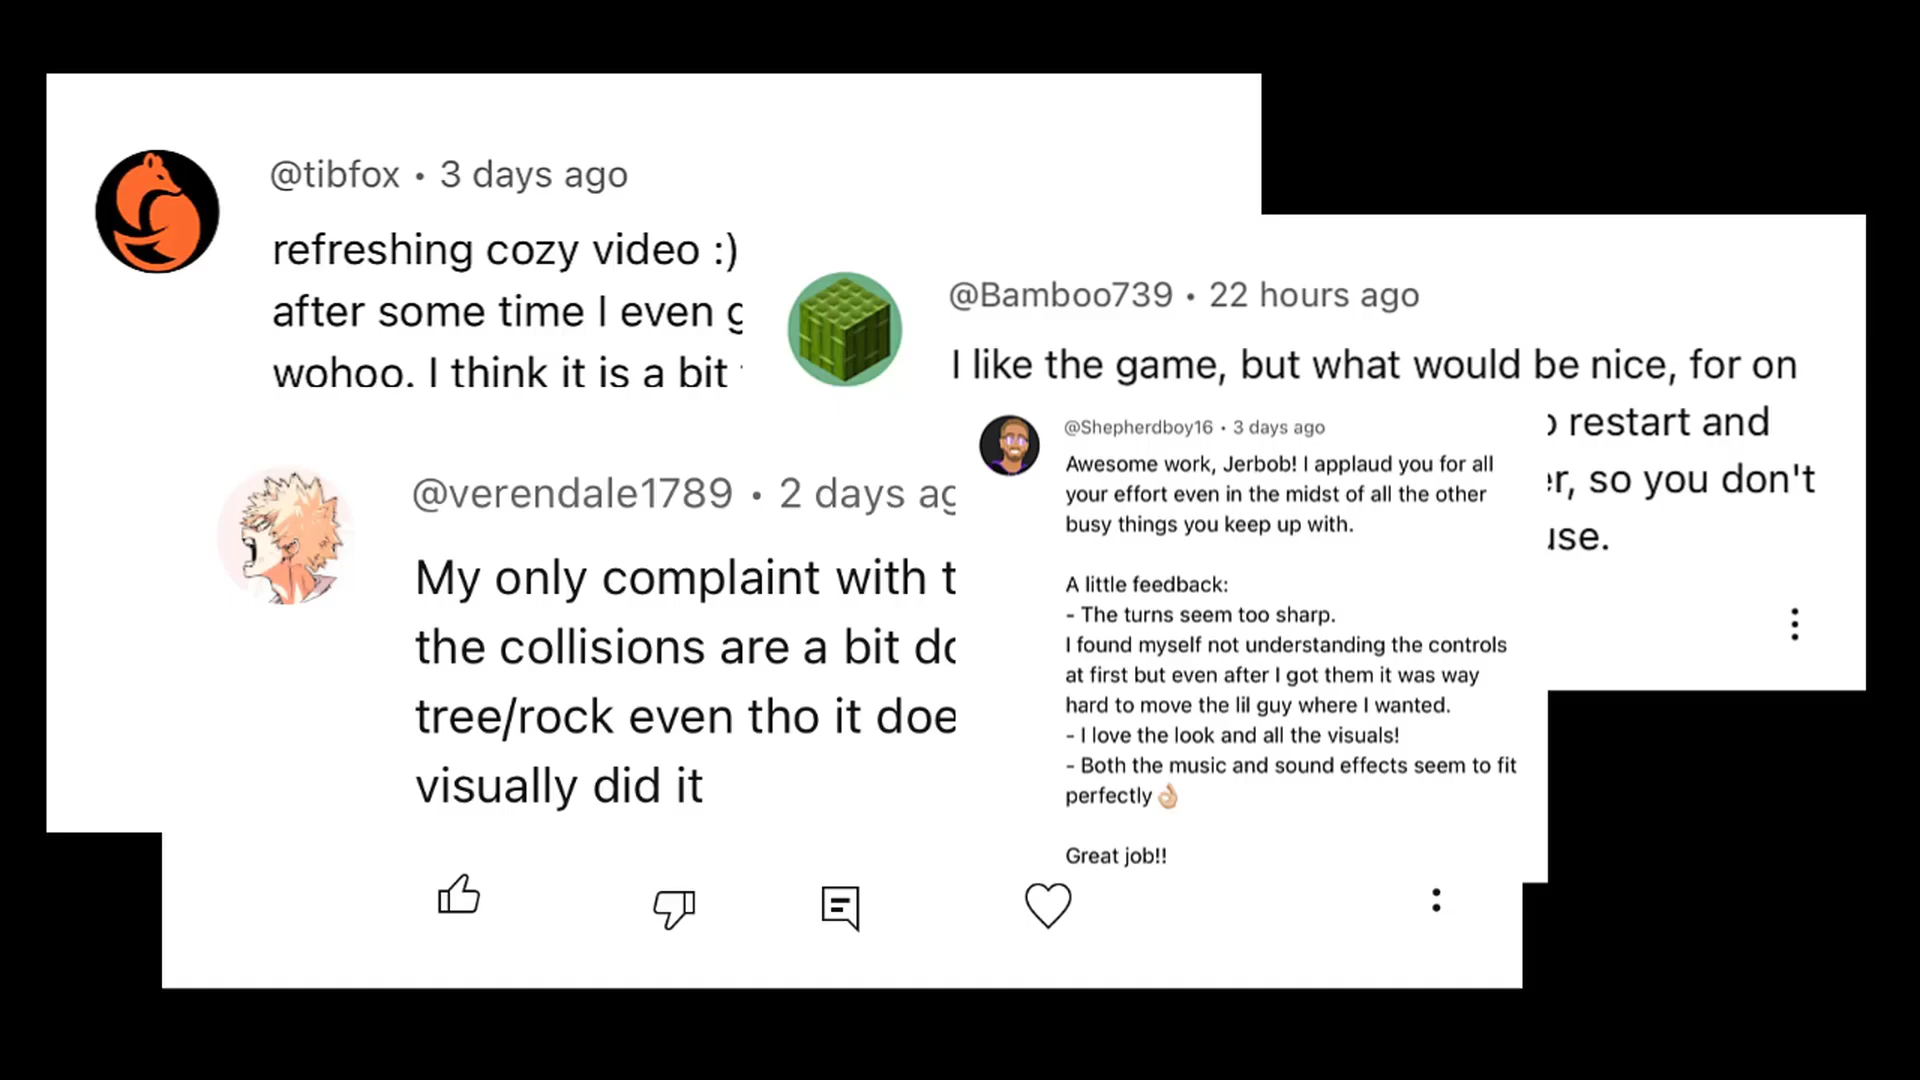 @tibfox • 3 days ago
refreshing cozy video :)
after some time I even
wohoo. I think it is a bit
@Bamboo739 • 22 hours ago
I like the game, but what would be nice, for on
restart and
so you don't
@verendale1789 • 2 days
My only complaint with
the collisions are a bit
tree/rock even tho it
visually did it
@Shepherdboy16 • 3 days ago
Awesome work, Jerbob! I applaud you for all
your effort even in the midst of all the other
busy things you keep up with.
A little feedback:
- The turns seem too sharp.
I found myself not understanding the controls
at first but even after I got them it was way
hard to move the lil guy where I wanted.
- I love the look and all the visuals!
- Both the music and sound effects seem to fit
perfectly👌🏻
Great job!!